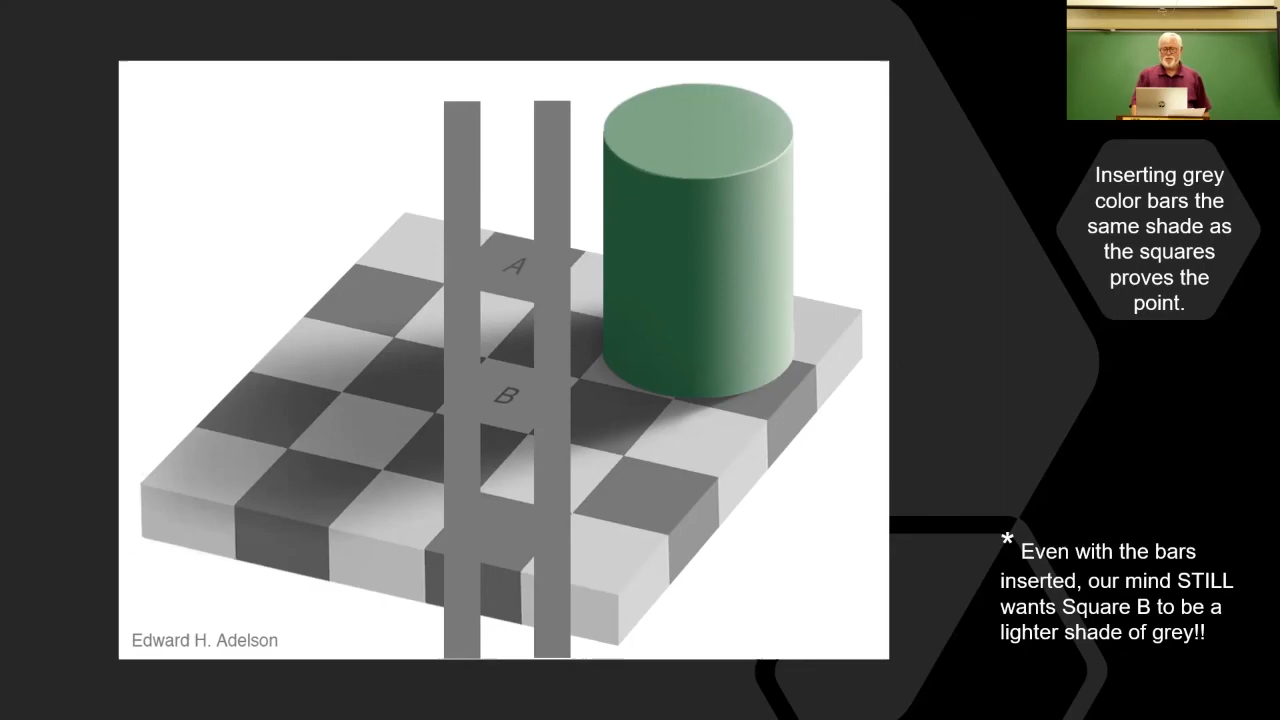 A
B
Edward H. Adelson
Inserting grey
color bars the
same shade as
the squares
proves the
point.
* Even with the bars
inserted, our mind STILL
wants Square B to be a
lighter shade of grey!!